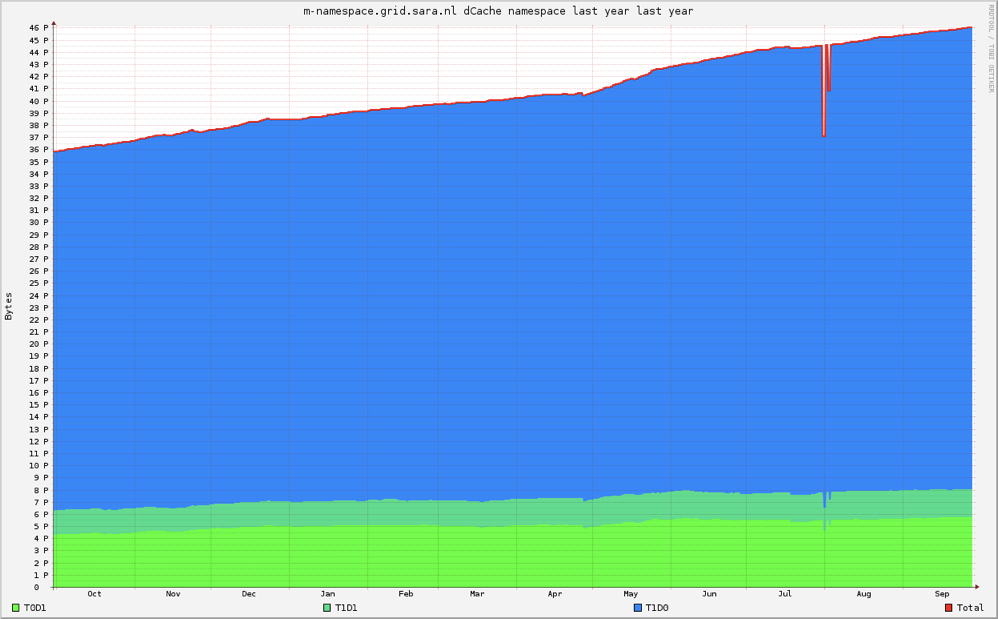 m-namespace.grid.sara.nl dCache namespace last year last year
RRDTOOL / TOBI OETIKER
Bytes
46 P
45 P
44 P
43 P
42 P
41 P
40 P
39 P
38 P
37 P
36 P
35 P
34 P
33 P
32 P
31 P
30 P
29 P
28 P
27 P
26 P
25 P
24 P
23 P
22 P
21 P
20 P
19 P
18 P
17 P
16 P
15 P
14 P
13 P
12 P
11 P
10 P
9 P
8 P
7 P
6 P
5 P
4 P
3 P
2 P
1 P
0
Oct Nov Dec Jan Feb Mar Apr May Jun Jul Aug Sep
T0D1 T1D1 T1D0 Total